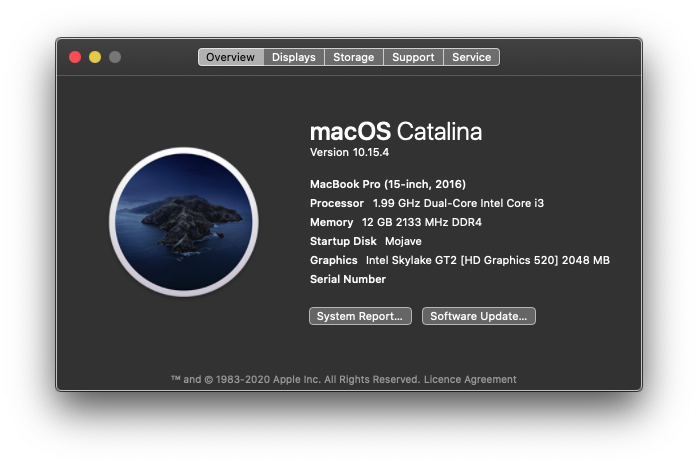 Overview Displays Storage Support Service
macOS Catalina
Version 10.15.4
MacBook Pro (15-inch, 2016)
Processor 1.99 GHz Dual-Core Intel Core i3
Memory 12 GB 2133 MHz DDR4
Startup Disk Mojave
Graphics Intel Skylake GT2 [HD Graphics 520] 2048 MB
Serial Number
System Report... Software Update...
™ and © 1983-2020 Apple Inc. All Rights Reserved. Licence Agreement